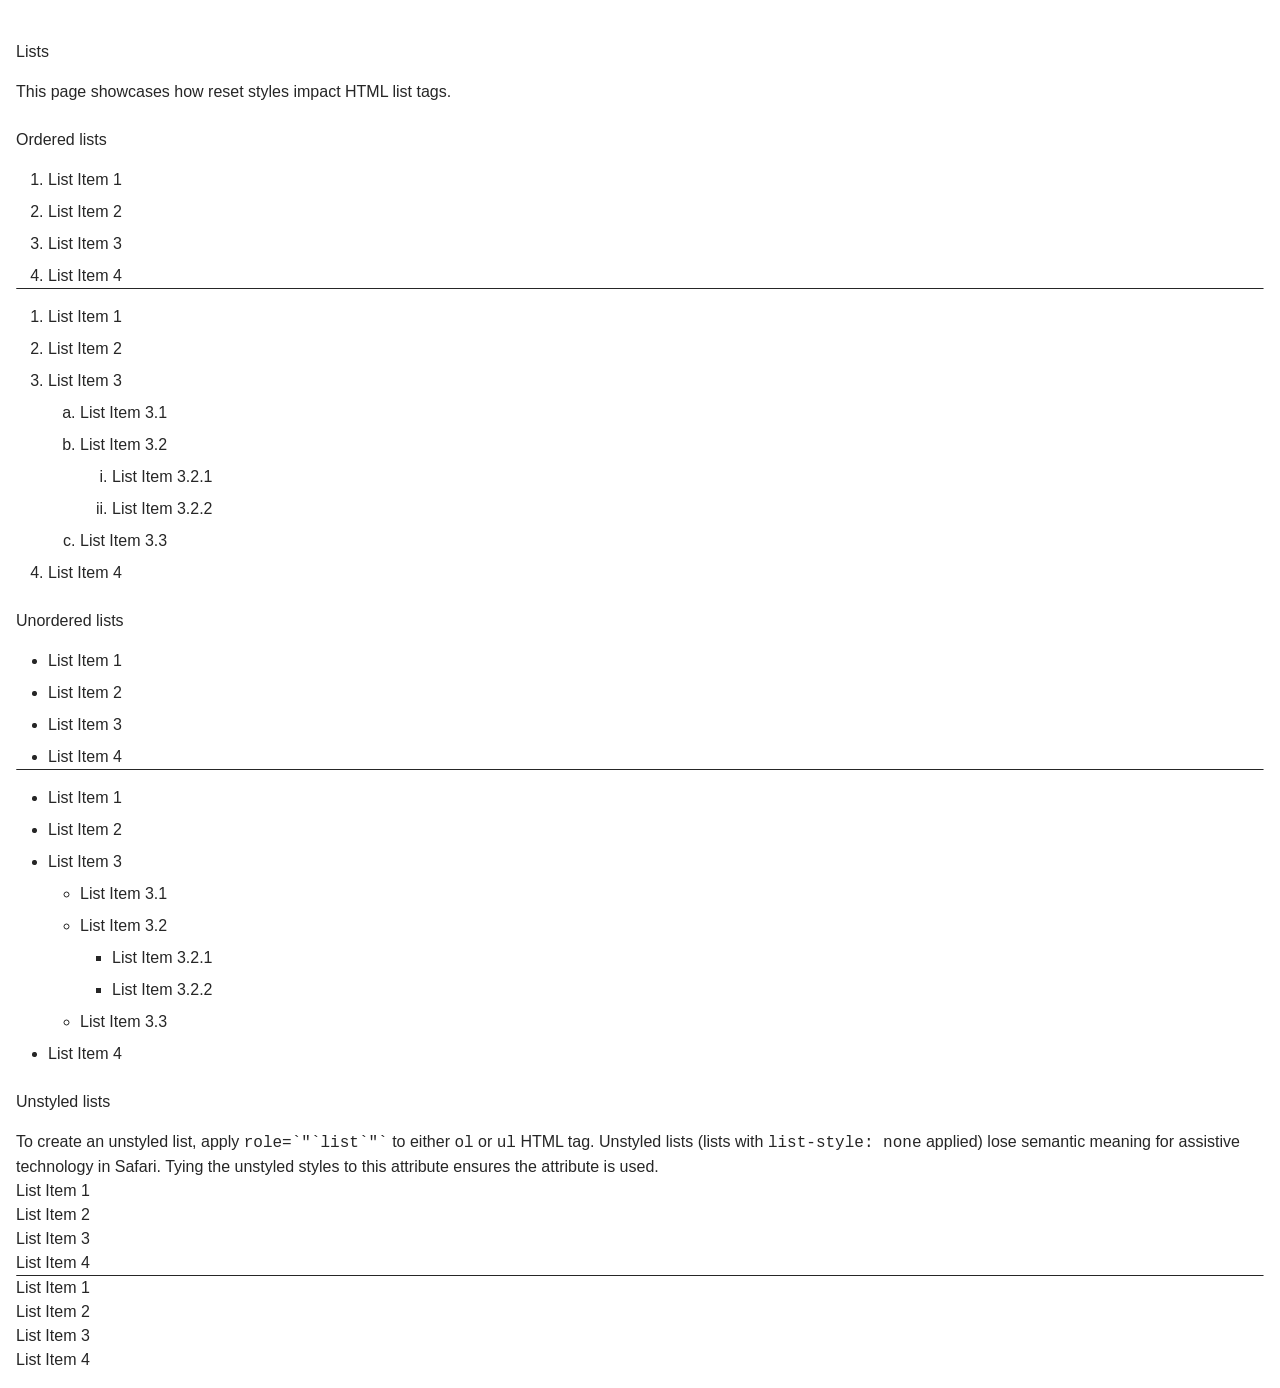 Lists
This page showcases how reset styles impact HTML list tags.
Ordered lists
1. List Item 1
2. List Item 2
3. List Item 3
4. List Item 4
1. List Item 1
2. List Item 2
3. List Item 3
a. List Item 3.1
b. List Item 3.2
i. List Item 3.2.1
ii. List Item 3.2.2
c. List Item 3.3
4. List Item 4
Unordered lists
• List Item 1
• List Item 2
• List Item 3
• List Item 4
• List Item 1
• List Item 2
• List Item 3
◦ List Item 3.1
◦ List Item 3.2
▪ List Item 3.2.1
▪ List Item 3.2.2
◦ List Item 3.3
• List Item 4
Unstyled lists
To create an unstyled list, apply role=`"`list`"` to either ol or ul HTML tag. Unstyled lists (lists with list-style: none applied) lose semantic meaning for assistive
technology in Safari. Tying the unstyled styles to this attribute ensures the attribute is used.
List Item 1
List Item 2
List Item 3
List Item 4
List Item 1
List Item 2
List Item 3
List Item 4